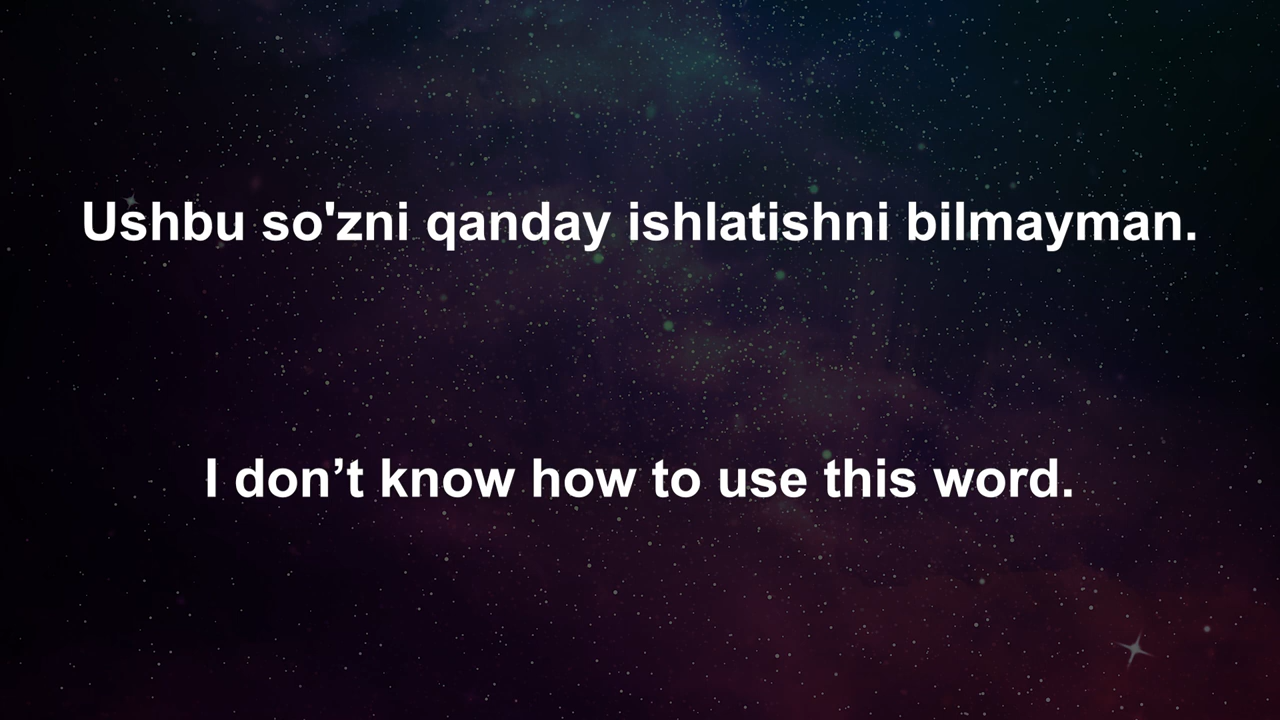 Ushbu so'zni qanday ishlatishni bilmayman.
I don’t know how to use this word.